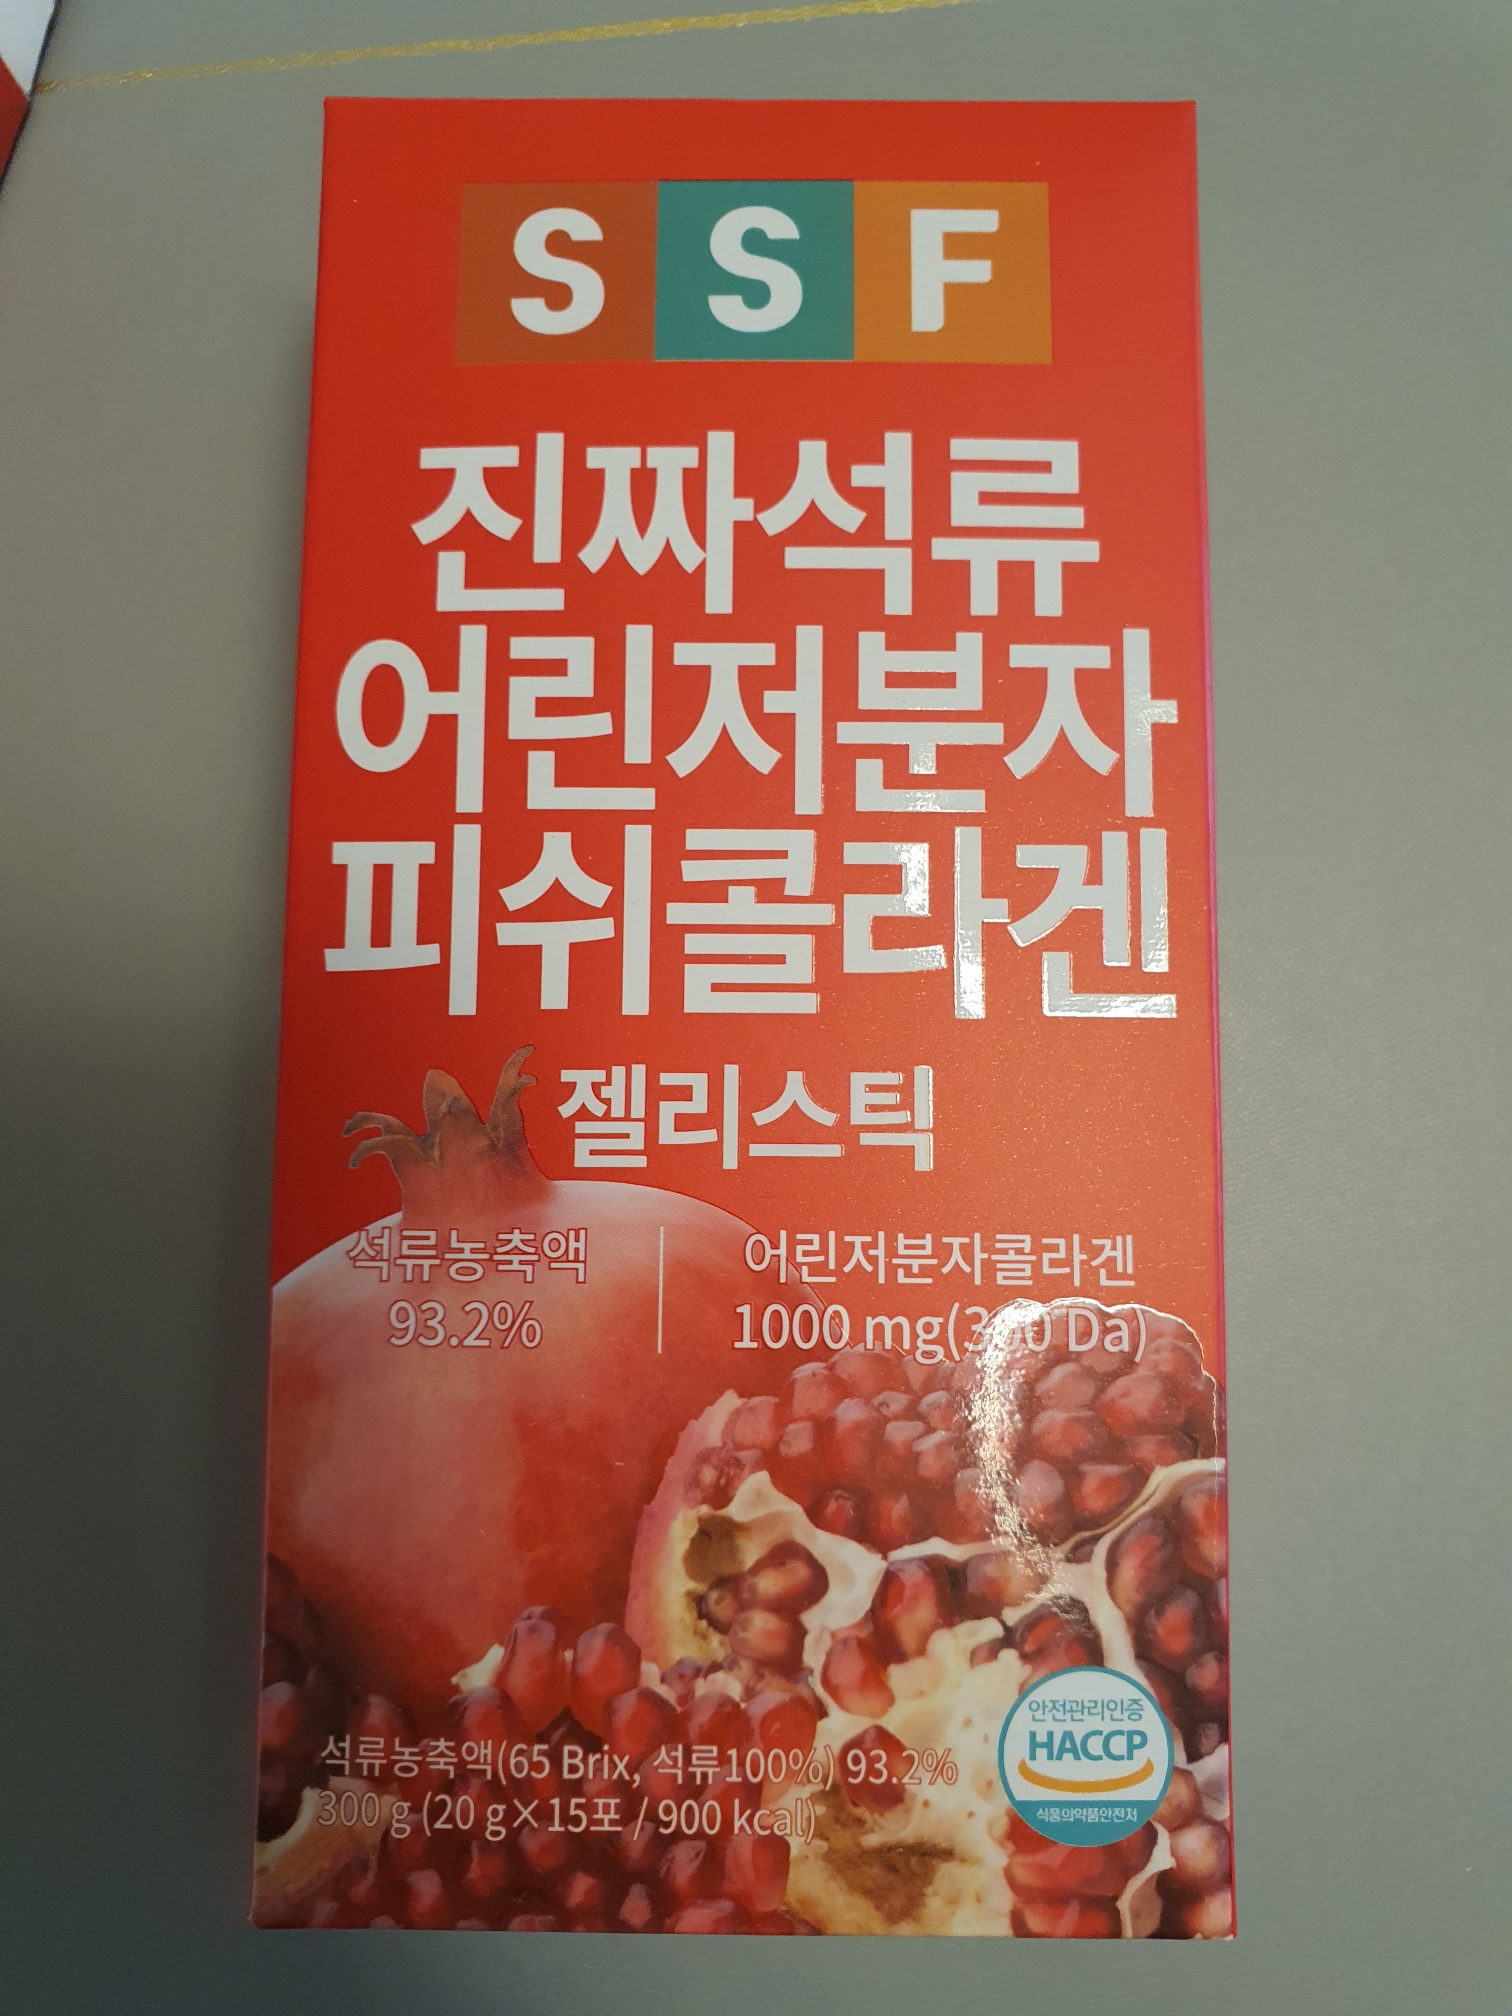 SSF
진짜석류
어린저분자
피쉬콜라겐
젤리스틱
석류농축액
93.2%
어린저분자콜라겐
1000 mg(300 Da)
석류농축액(65 Brix, 석류100%) 93.2%
300 g (20 g×15포 / 900 kcal)
안전관리인증
HACCP
식품의약품안전처